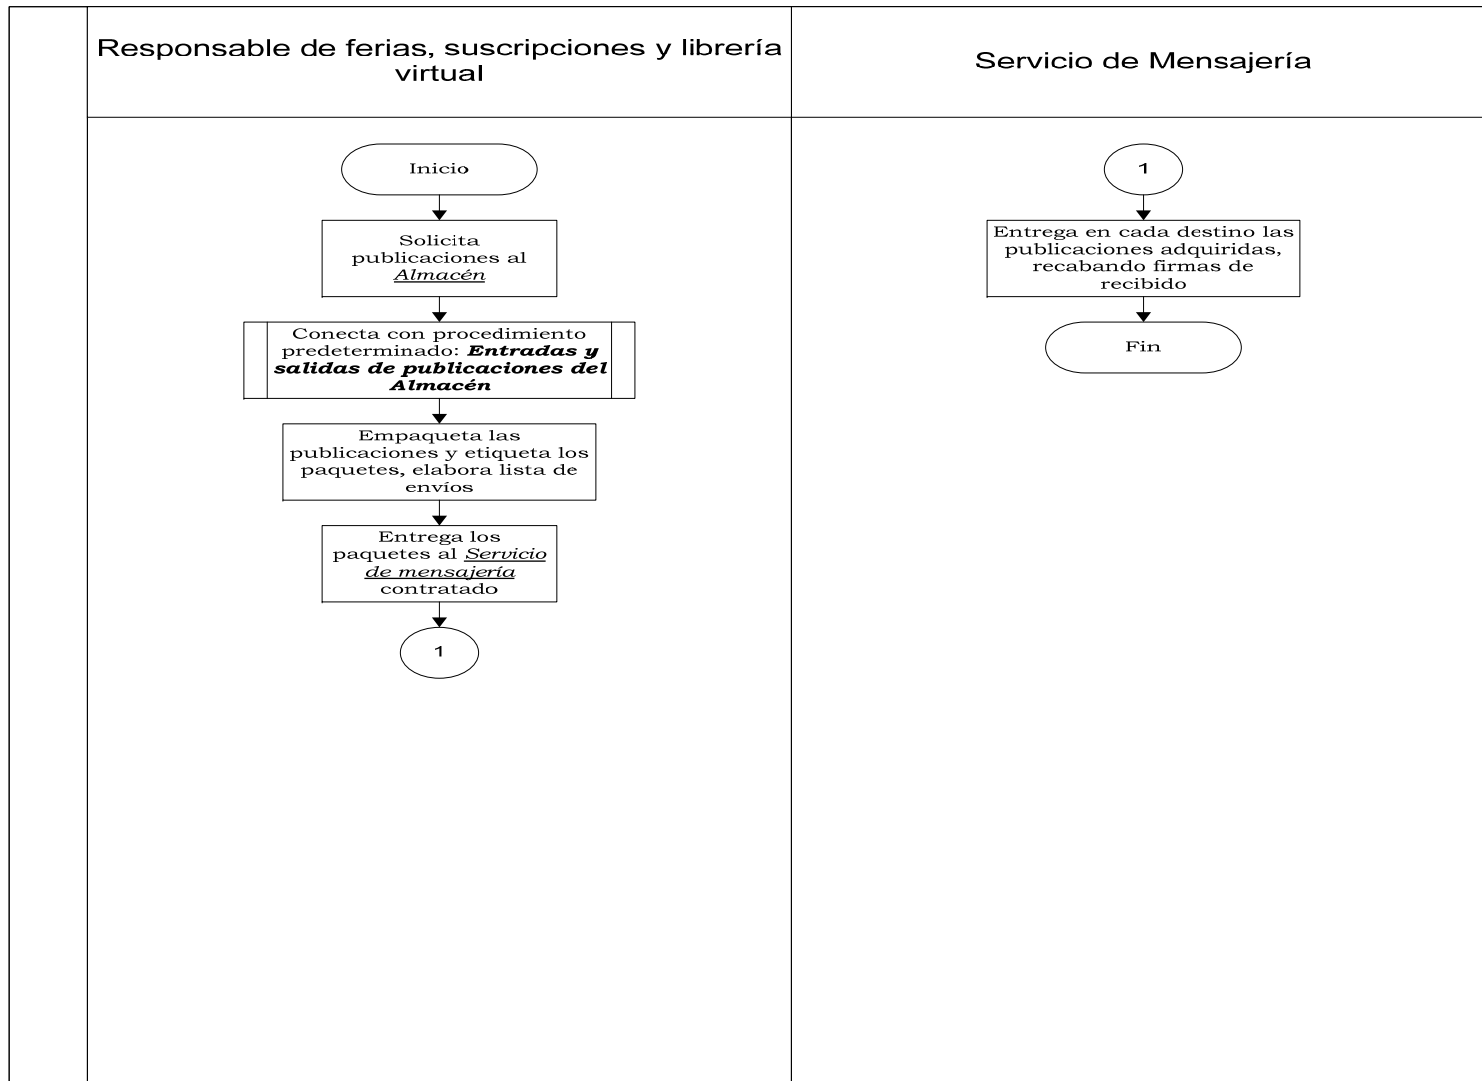 Responsable de ferias, suscripciones y librería
virtual
Servicio de Mensajería
Inicio
Solicita
publicaciones al
Almacén
Conecta con procedimiento
predeterminado: Entradas y
salidas de publicaciones del
Almacén
Empaqueta las
publicaciones y etiqueta los
paquetes, elabora lista de
envíos
Entrega los
paquetes al Servicio
de mensajería
contratado
1
1
Entrega en cada destino las
publicaciones adquiridas,
recabando firmas de
recibido
Fin